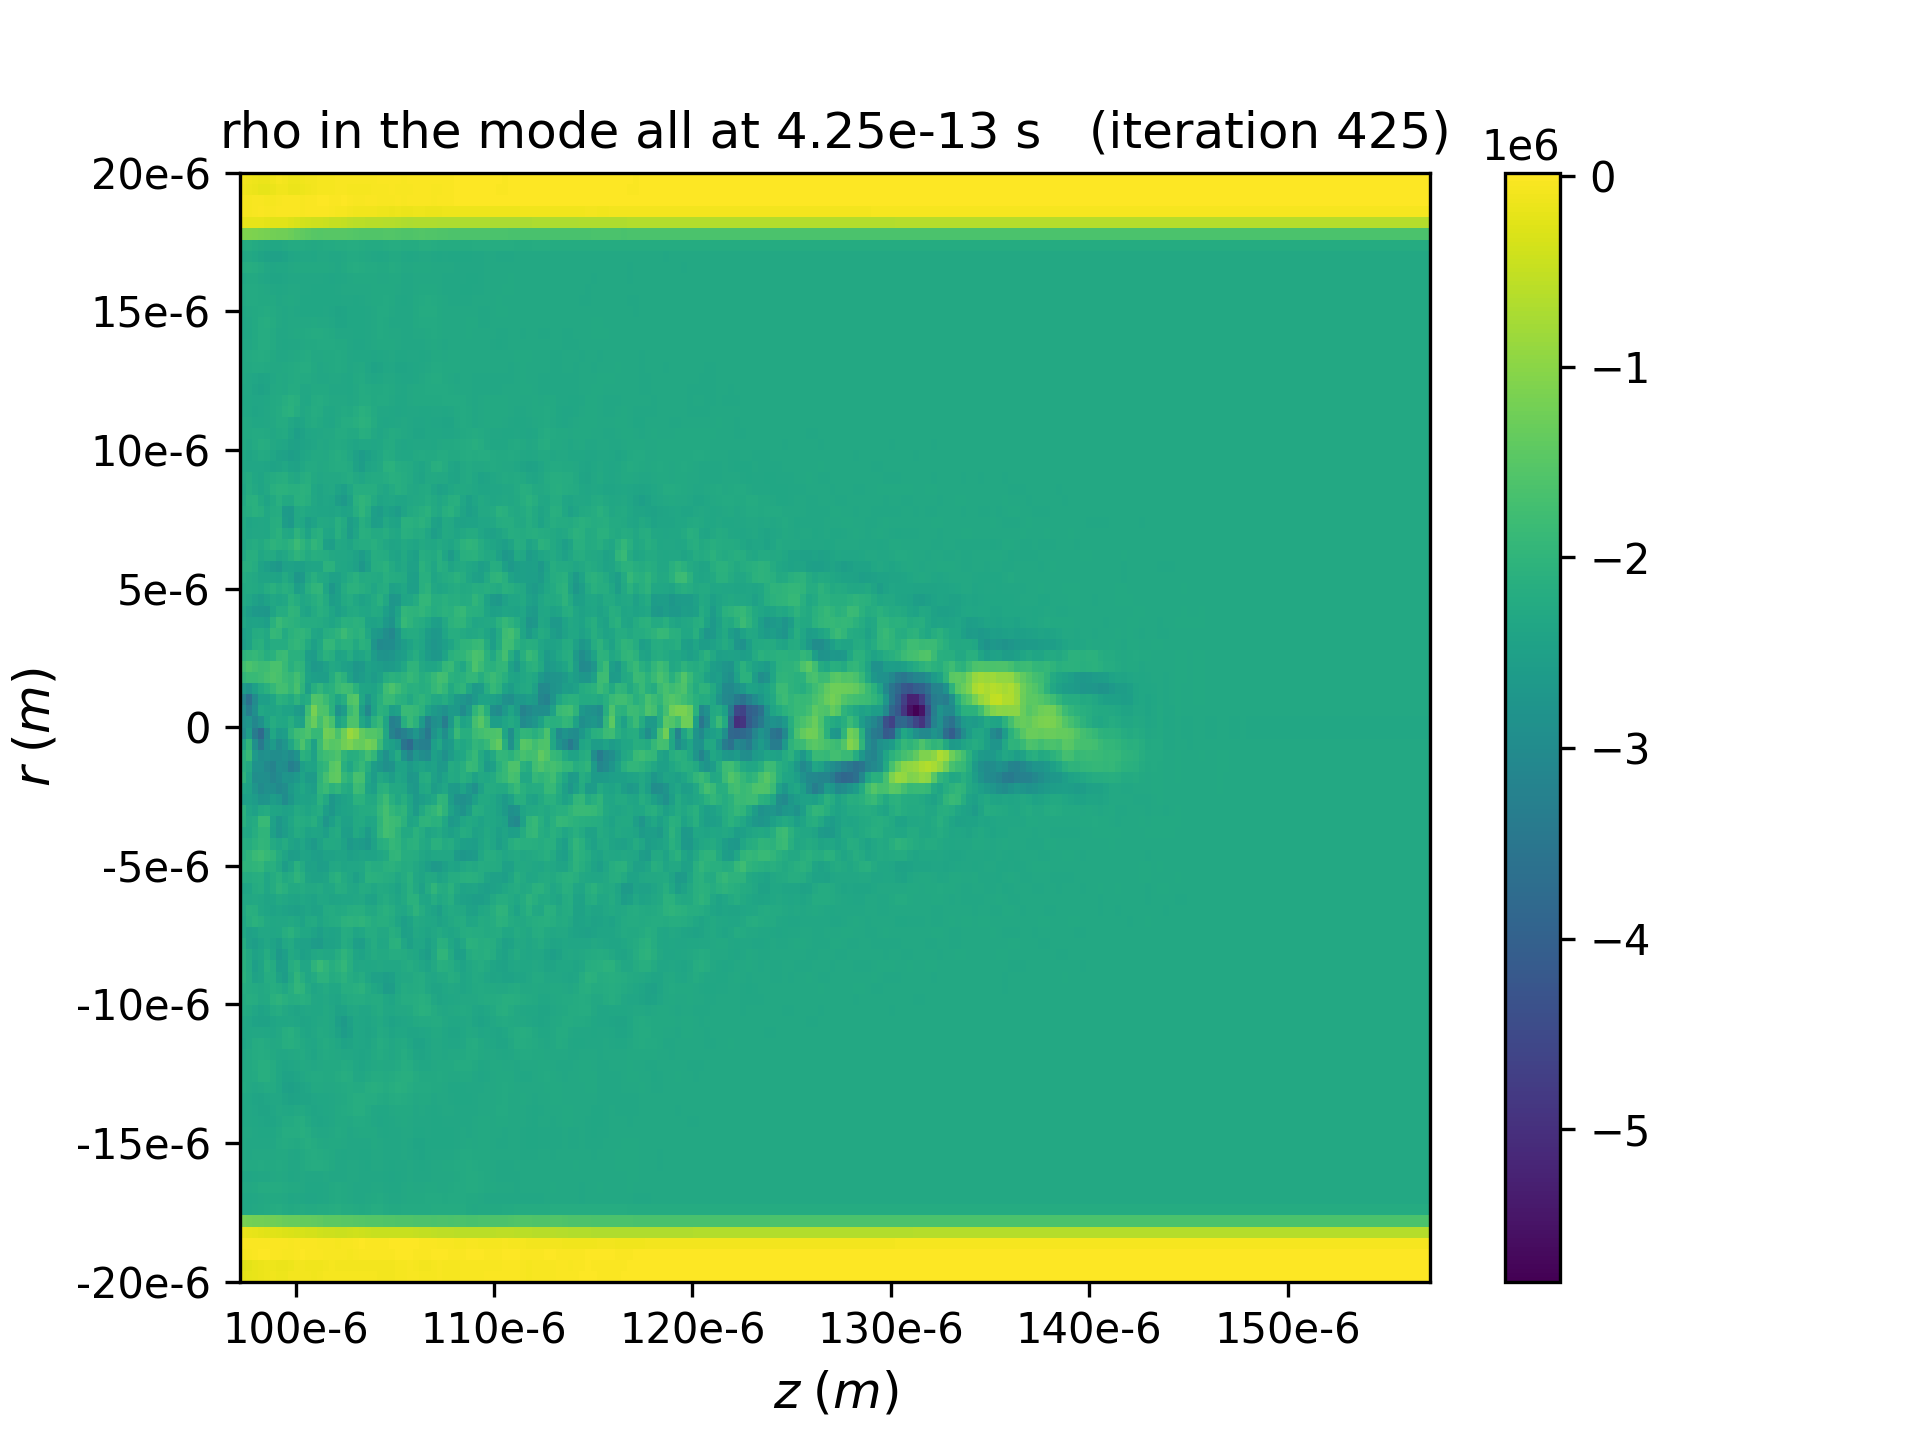 rho in the mode all at 4.25e-13 s   (iteration 425)
1e6
20e-6
15e-6
10e-6
5e-6
0
-5e-6
-10e-6
-15e-6
-20e-6
r (m)
100e-6 110e-6 120e-6 130e-6 140e-6 150e-6
z (m)
0
−1
−2
−3
−4
−5